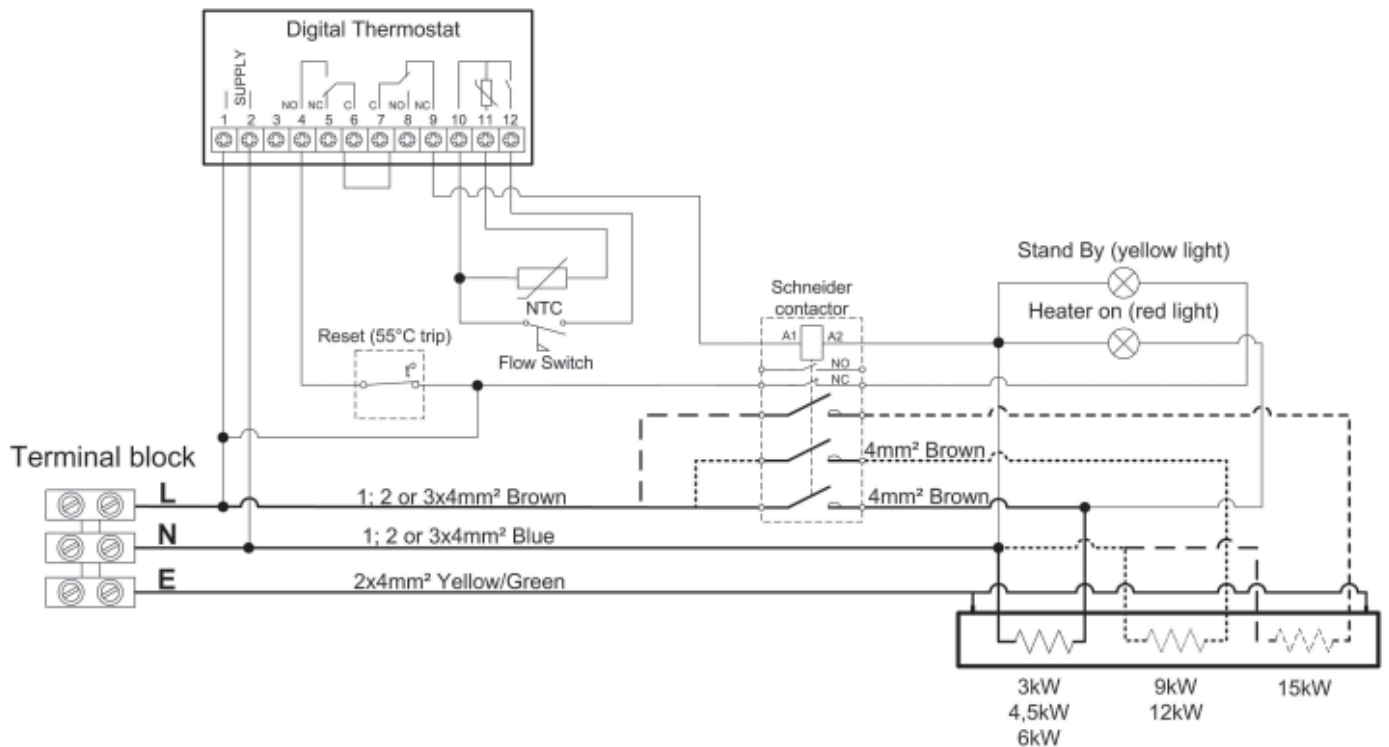 Digital Thermostat
SUPPLY
NO NC C C NO NC
1 2 3 4 5 6 7 8 9 10 11 12
NTC
Flow Switch
Reset (55°C trip)
t°
Schneider
contactor
A1 A2
NO
NC
Stand By (yellow light)
Heater on (red light)
Terminal block
4mm² Brown
L 1; 2 or 3x4mm² Brown 4mm² Brown
N 1; 2 or 3x4mm² Blue
E 2x4mm² Yellow/Green
3kW 9kW 15kW
4,5kW 12kW
6kW